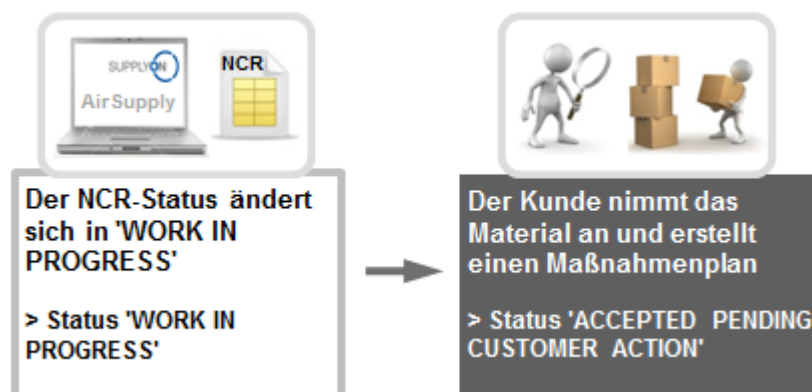 SUPPLYON
AirSupply
NCR
Der NCR-Status ändert
sich in 'WORK IN
PROGRESS'
> Status 'WORK IN
PROGRESS'
Der Kunde nimmt das
Material an und erstellt
einen Maßnahmenplan
> Status 'ACCEPTED PENDING
CUSTOMER ACTION'